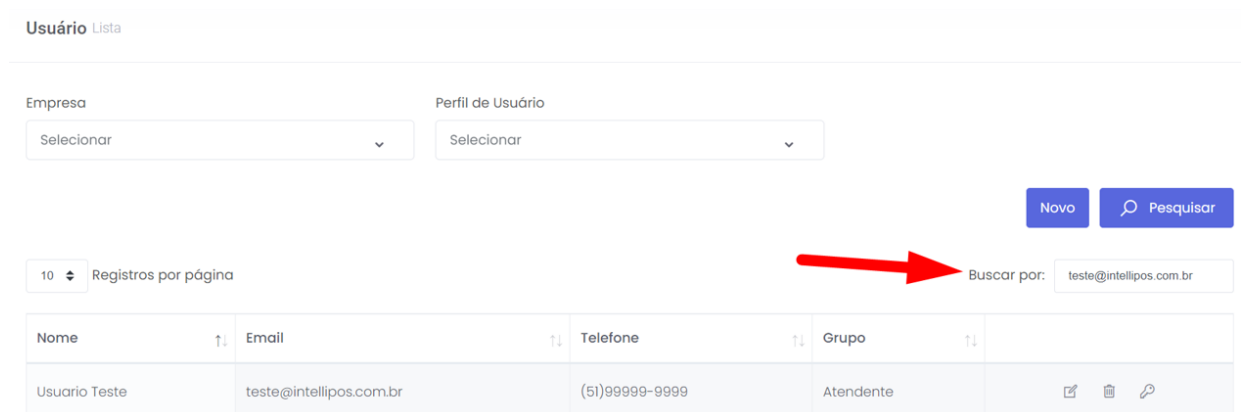 Usuário Lista
Empresa Perfil de Usuário
Selecionar Selecionar
Novo Pesquisar
10 Registros por página Buscar por: teste@intellipos.com.br
Nome Email Telefone Grupo
Usuario Teste teste@intellipos.com.br (51)99999-9999 Atendente